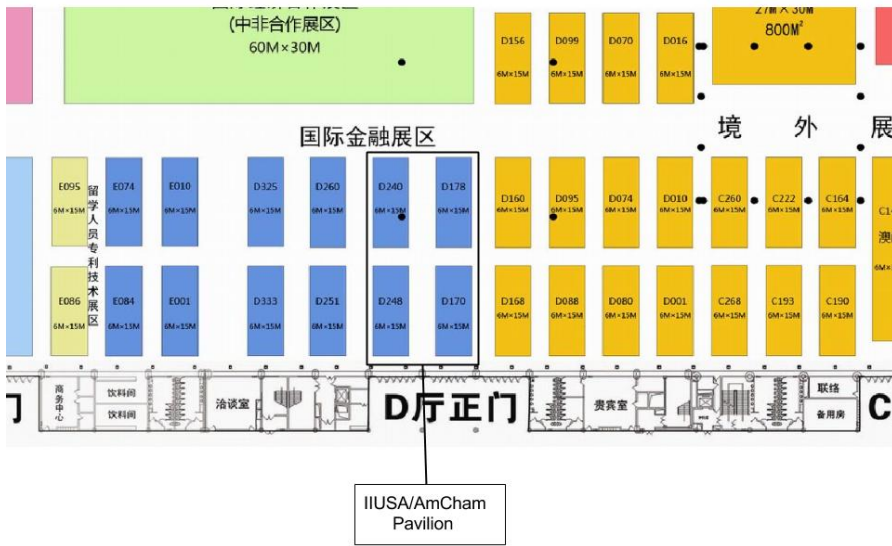 (中非合作展区)
60M×30M
27M×30M
800M²
D156
6M×15M
D099
6M×15M
D070
6M×15M
D016
6M×15M
国际金融展区
境外展
E095
6M×15M
E074
6M×15M
E010
6M×15M
D325
6M×15M
D260
6M×15M
D240
6M×15M
D178
6M×15M
D160
6M×15M
D095
6M×15M
D074
6M×15M
D010
6M×15M
C260
6M×15M
C222
6M×15M
C164
6M×15M
留学人员专利技术展区
E086
6M×15M
E084
6M×15M
E001
6M×15M
D333
6M×15M
D251
6M×15M
D248
6M×15M
D170
6M×15M
D168
6M×15M
D088
6M×15M
D080
6M×15M
D001
6M×15M
C268
6M×15M
C193
6M×15M
C190
6M×15M
商务中心
饮料间
饮料间
洽谈室
D厅正门
贵宾室
联络
备用房
C
IIUSA/AmCham
Pavilion